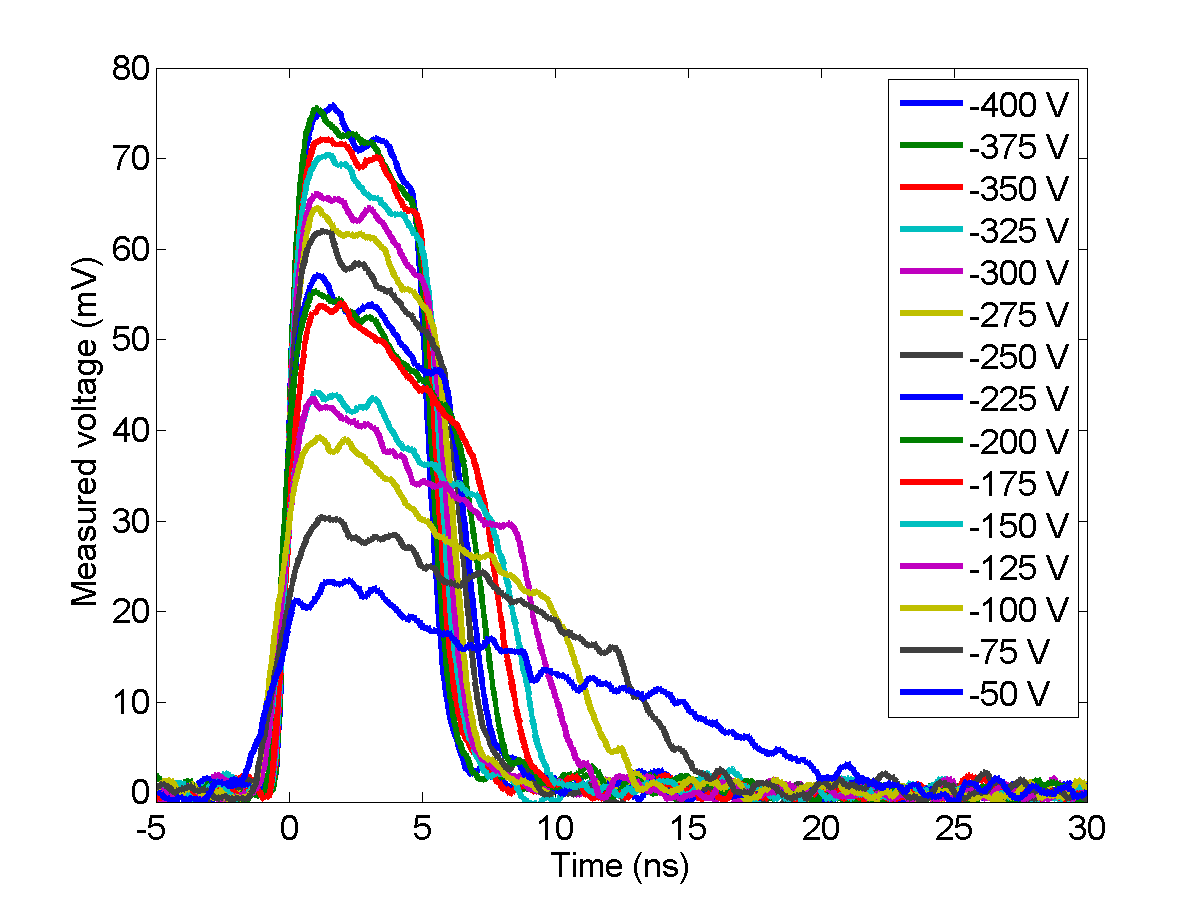 80
70
60
50
40
30
20
10
0
Measured voltage (mV)
-5 0 5 10 15 20 25 30
Time (ns)
-400 V
-375 V
-350 V
-325 V
-300 V
-275 V
-250 V
-225 V
-200 V
-175 V
-150 V
-125 V
-100 V
-75 V
-50 V